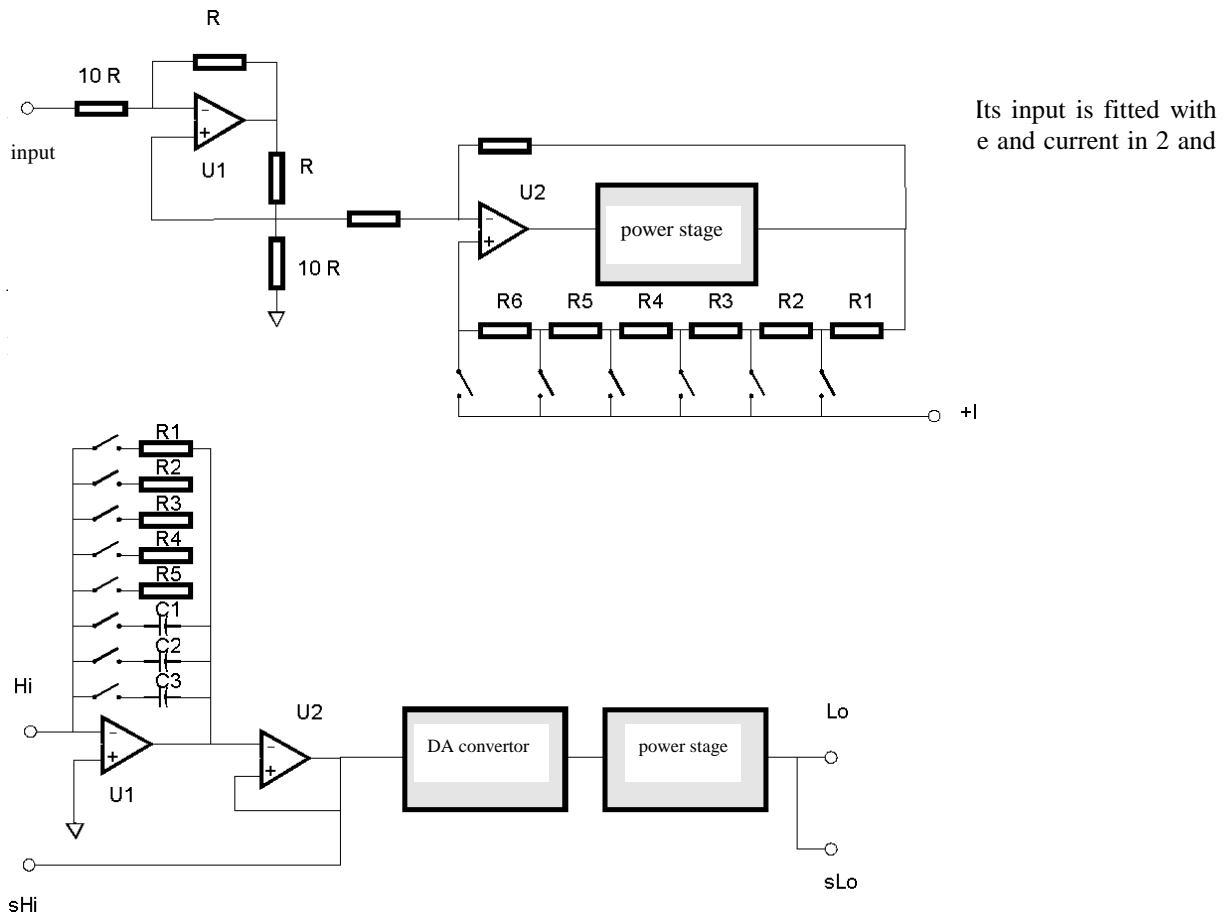 R
10 R
Its input is fitted with
e and current in 2 and
input
U1
R
U2
power stage
10 R
R6 R5 R4 R3 R2 R1
+I
R1
R2
R3
R4
R5
C1
C2
C3
Hi
U2
Lo
DA convertor
power stage
U1
sHi
sLo